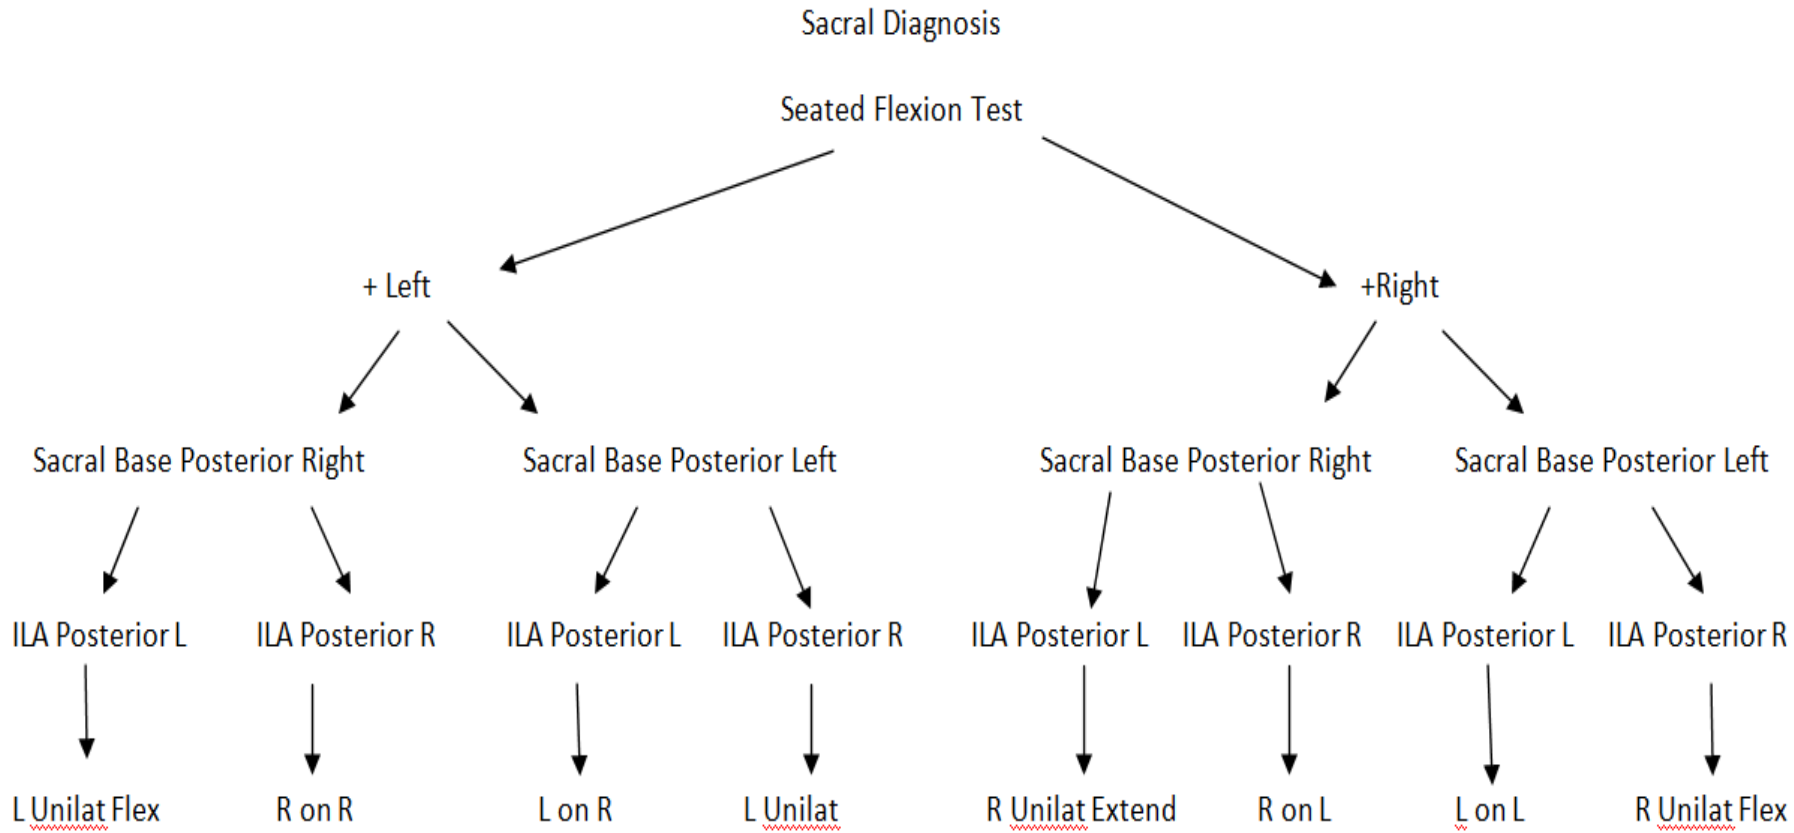 Sacral Diagnosis
Seated Flexion Test
+ Left
+Right
Sacral Base Posterior Right
Sacral Base Posterior Left
Sacral Base Posterior Right
Sacral Base Posterior Left
ILA Posterior L
ILA Posterior R
ILA Posterior L
ILA Posterior R
ILA Posterior L
ILA Posterior R
ILA Posterior L
ILA Posterior R
L Unilat Flex
R on R
L on R
L Unilat
R Unilat Extend
R on L
L on L
R Unilat Flex